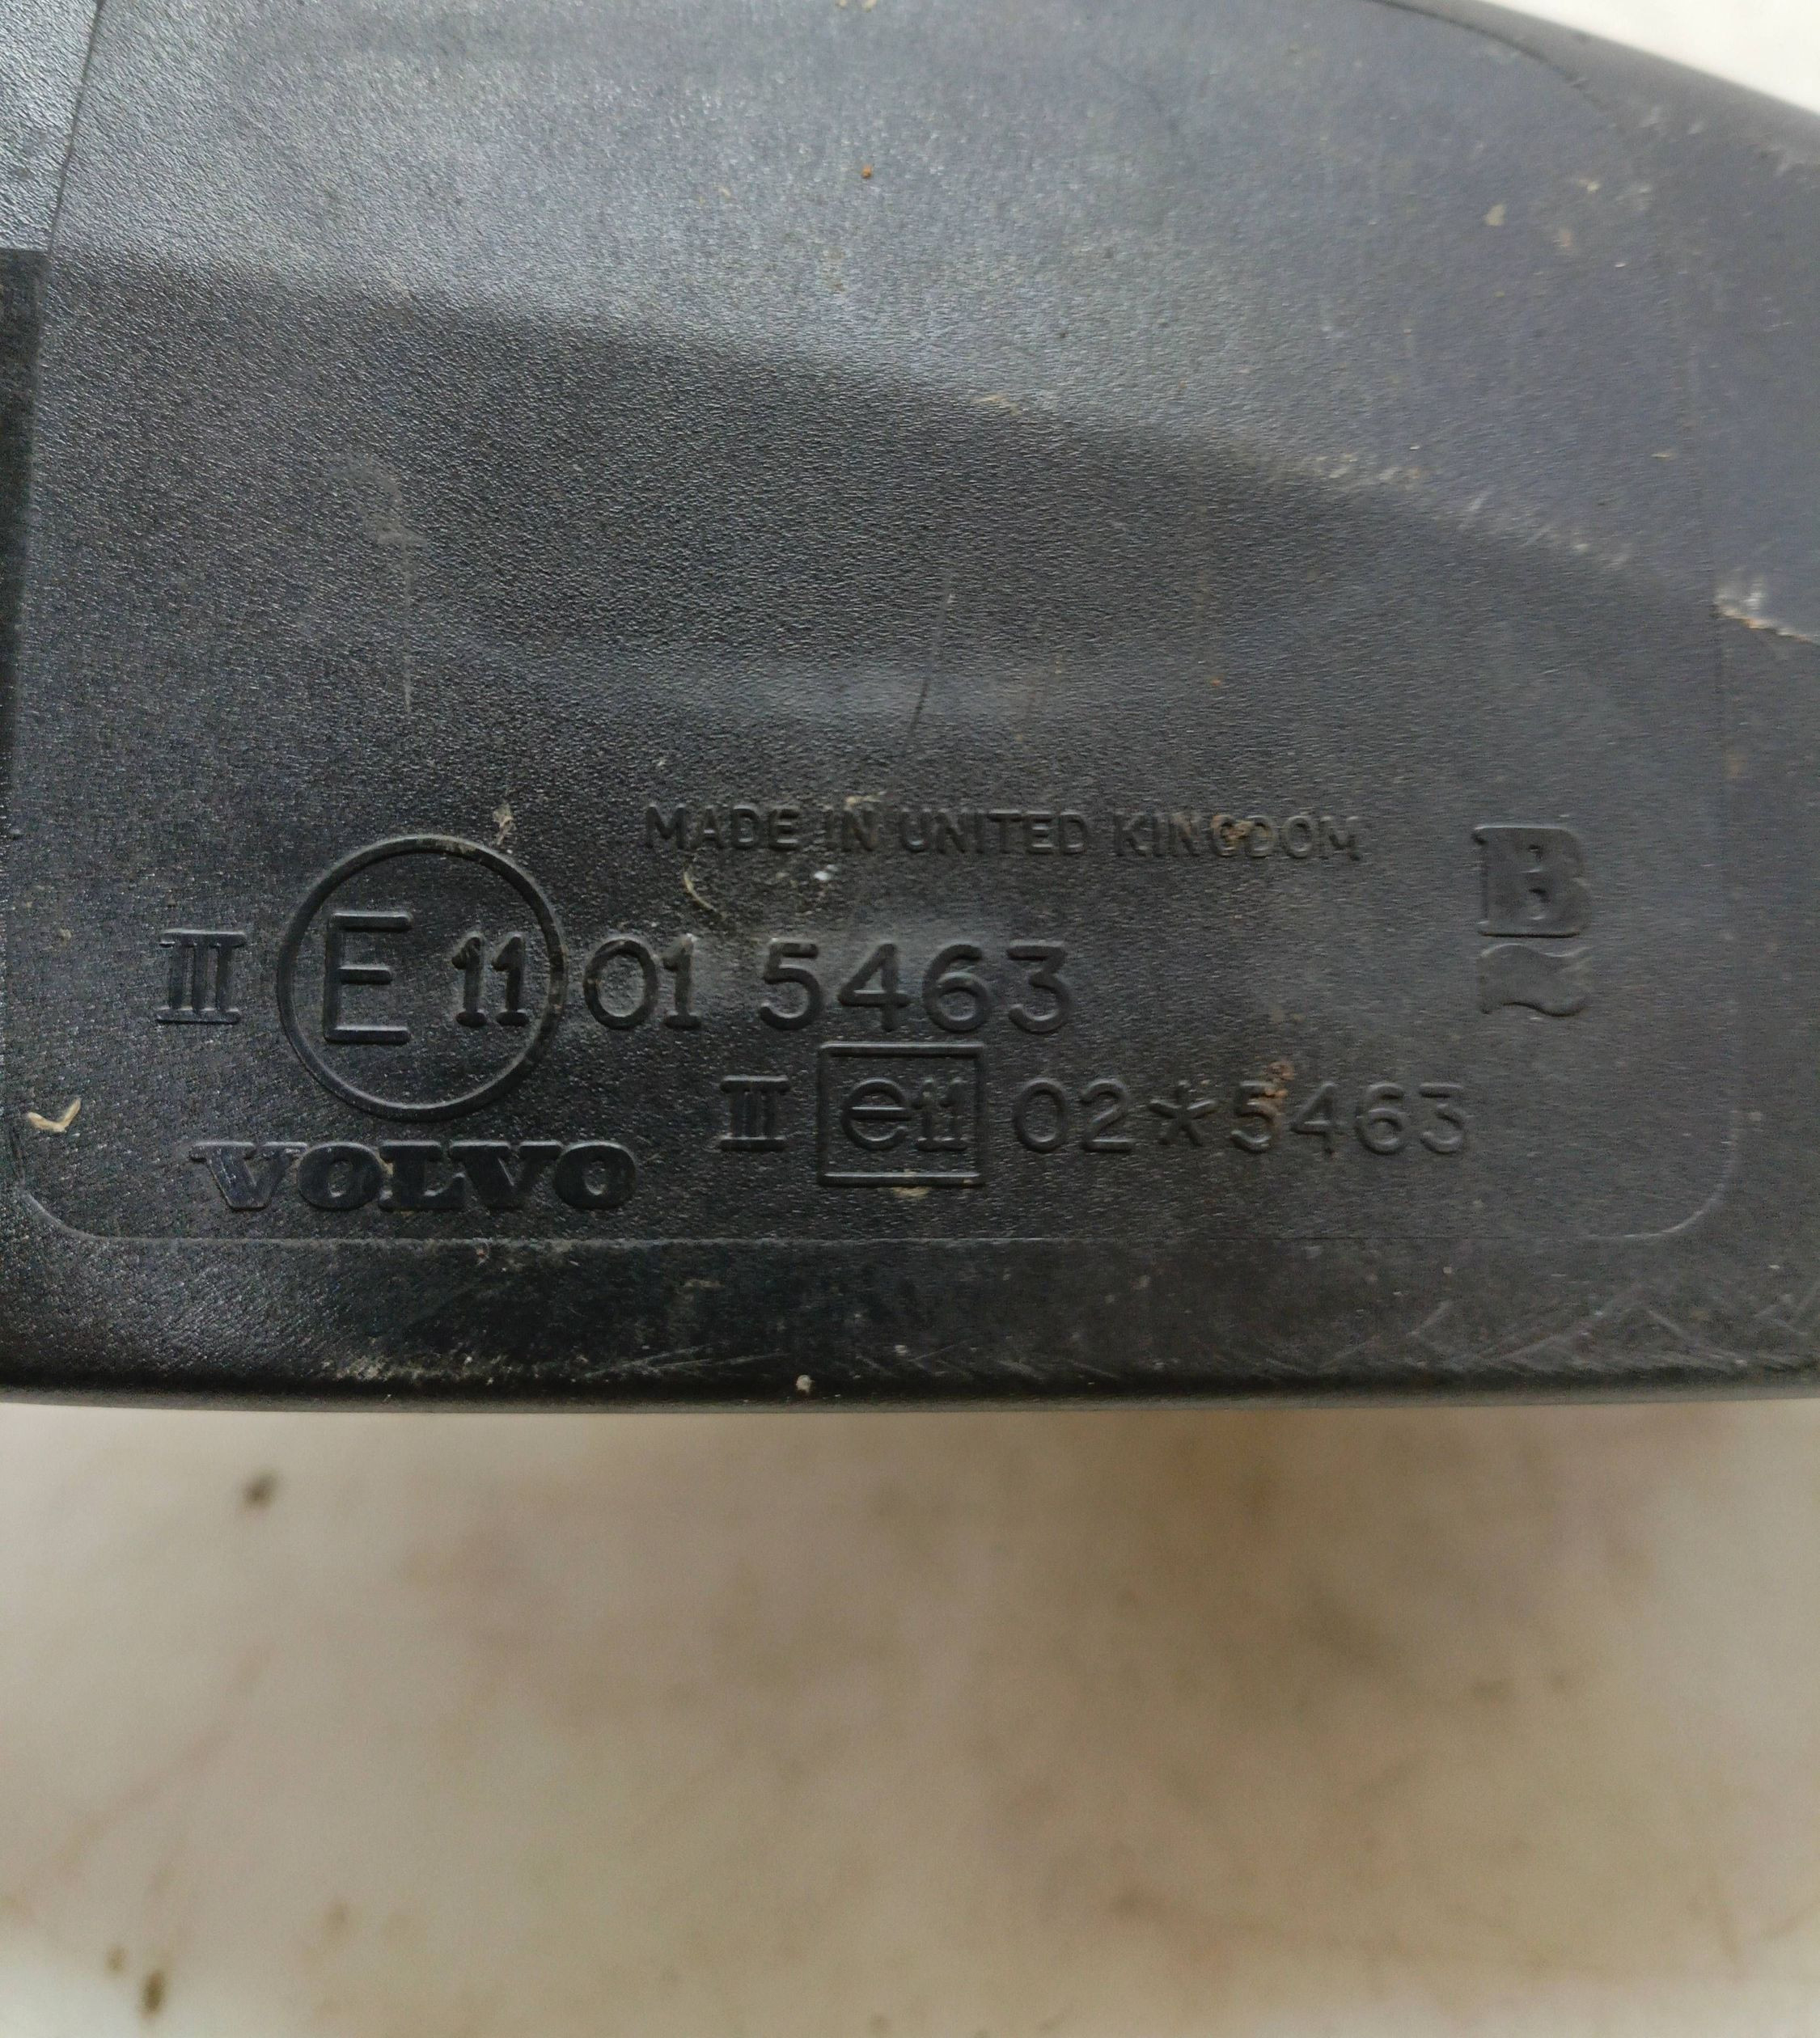 MADE IN UNITED KINGDOM
B
III E 11 01 5463
III e11 02*5463
VOLVO